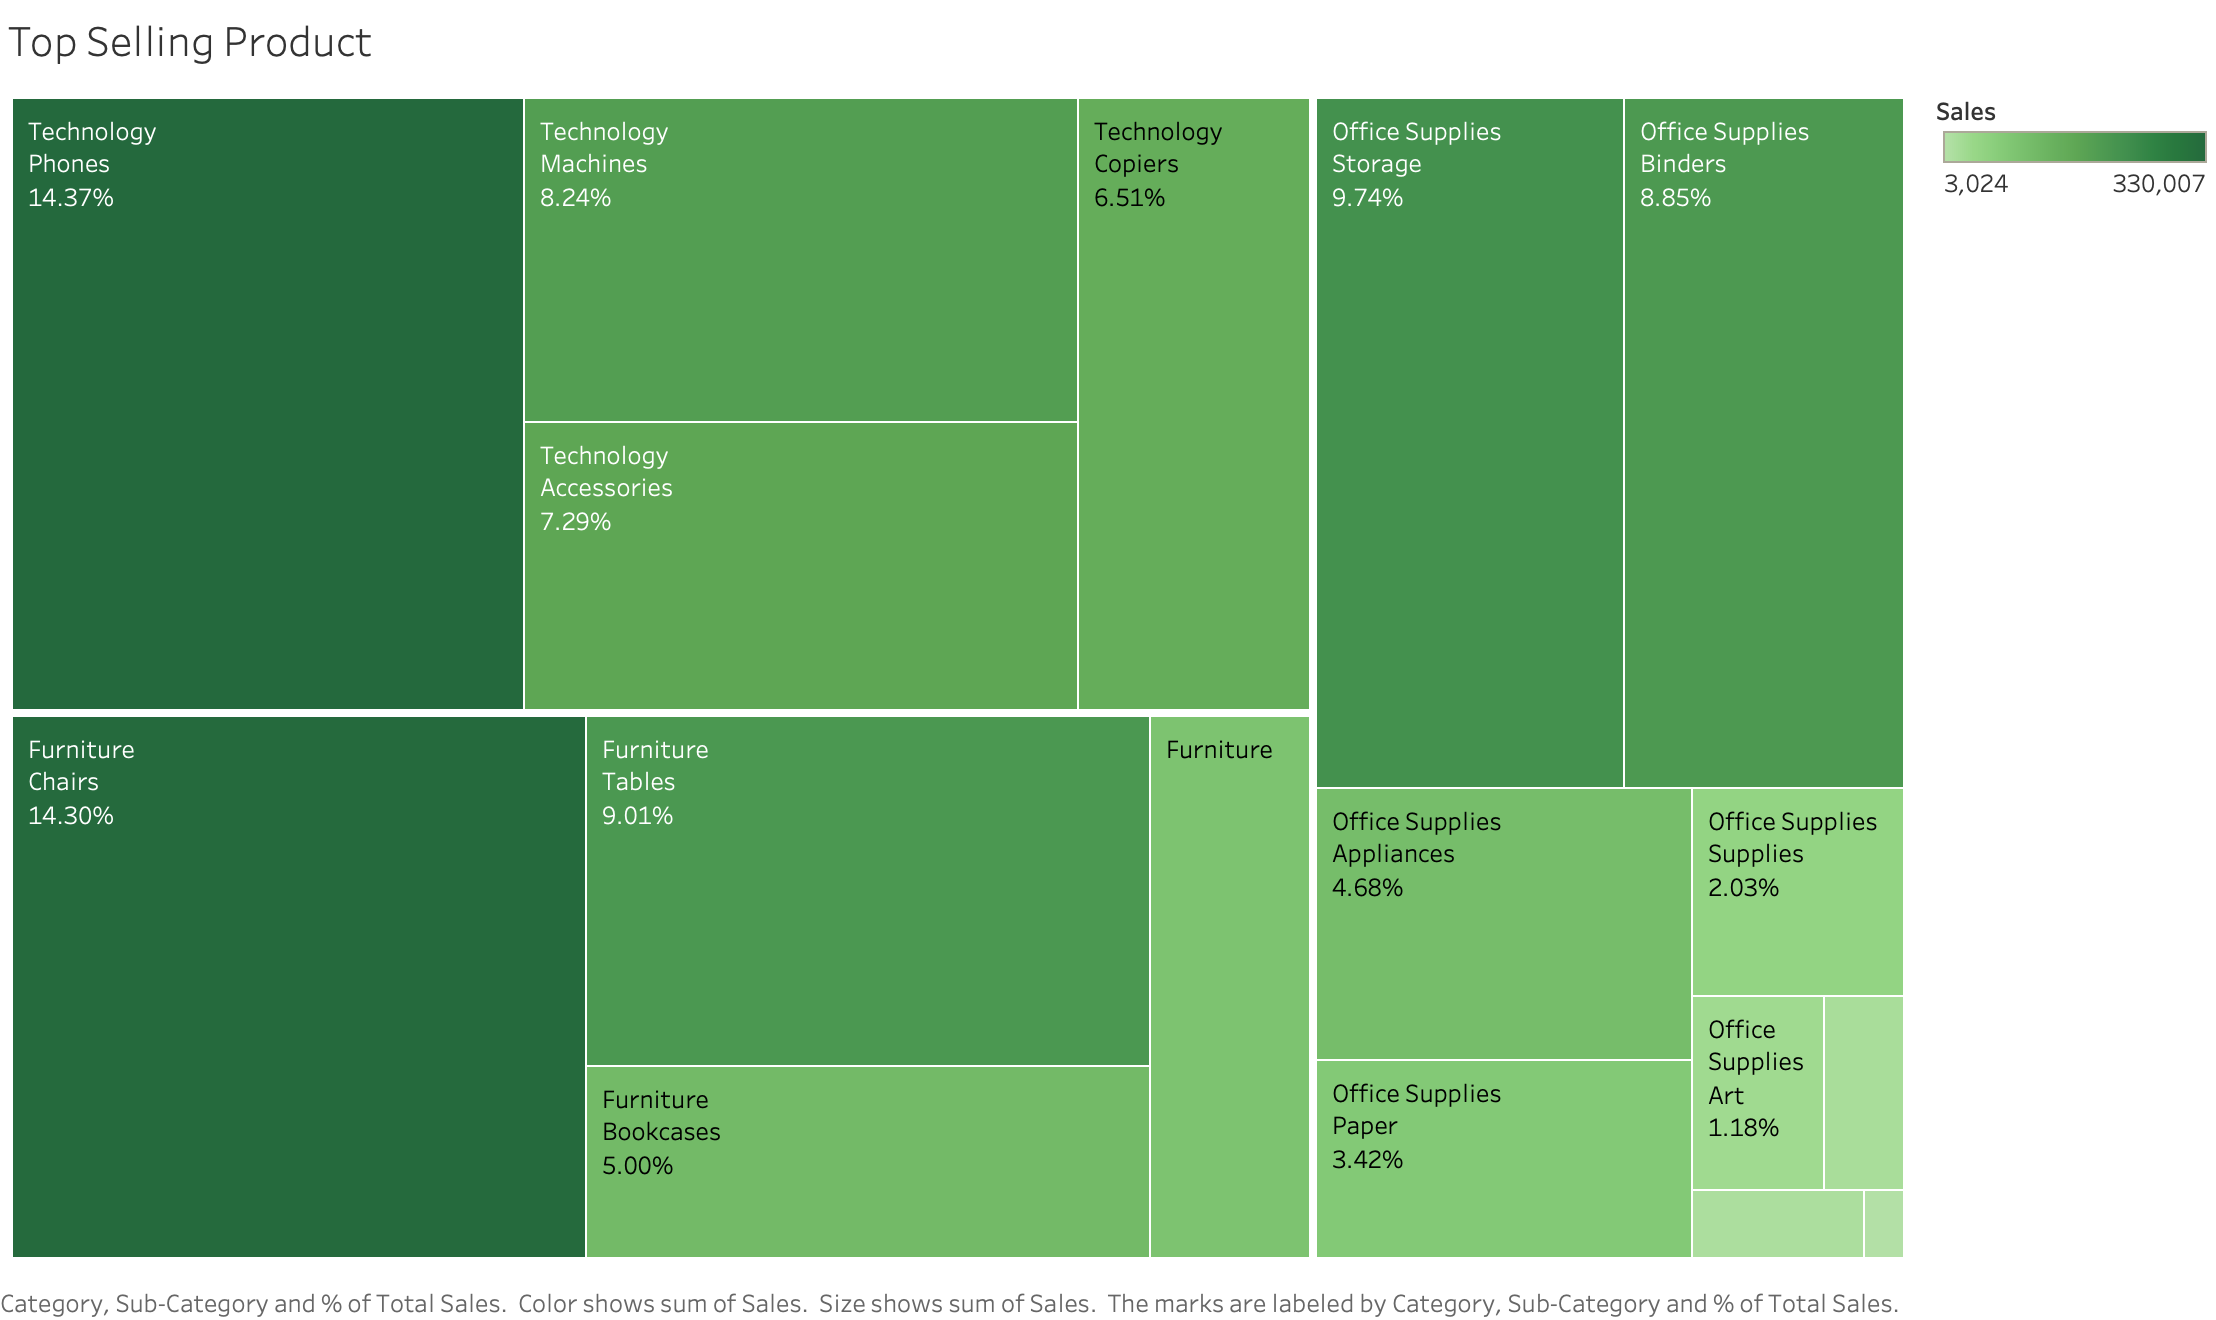 Top Selling Product
Technology
Phones
14.37%
Technology
Machines
8.24%
Technology
Accessories
7.29%
Technology
Copiers
6.51%
Office Supplies
Storage
9.74%
Office Supplies
Binders
8.85%
Sales
3,024 330,007
Furniture
Chairs
14.30%
Furniture
Tables
9.01%
Furniture
Bookcases
5.00%
Furniture
Office Supplies
Appliances
4.68%
Office Supplies
Paper
3.42%
Office Supplies
Supplies
2.03%
Office
Supplies
Art
1.18%
Category, Sub-Category and % of Total Sales.  Color shows sum of Sales.  Size shows sum of Sales.  The marks are labeled by Category, Sub-Category and % of Total Sales.